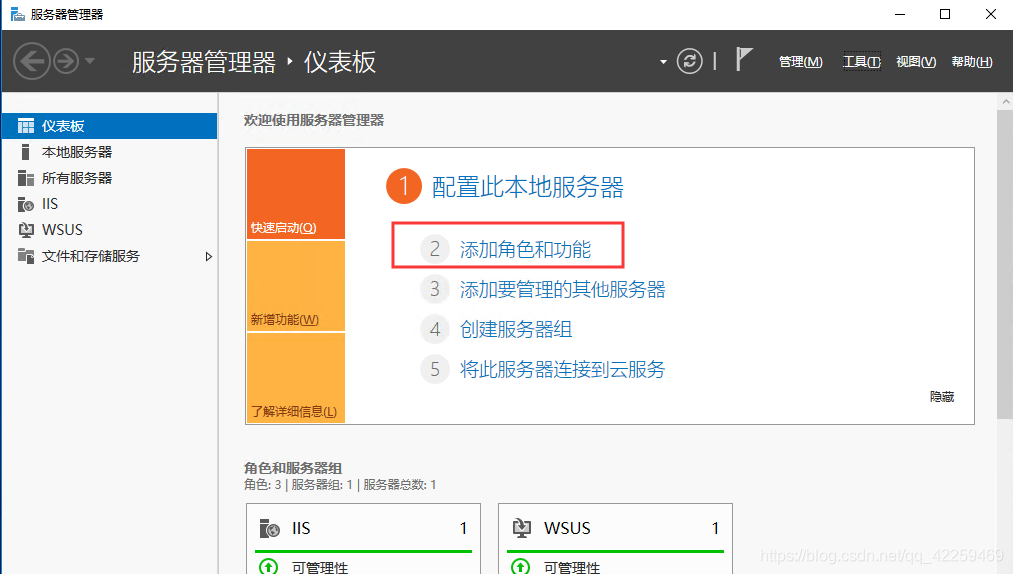 服务器管理器
服务器管理器 · 仪表板
管理(M) 工具(T) 视图(V) 帮助(H)
仪表板
本地服务器
所有服务器
IIS
WSUS
文件和存储服务
欢迎使用服务器管理器
快速启动(Q)
新增功能(W)
了解详细信息(L)
1 配置此本地服务器
2 添加角色和功能
3 添加要管理的其他服务器
4 创建服务器组
5 将此服务器连接到云服务
隐藏
角色和服务器组
角色: 3 | 服务器组: 1 | 服务器总数: 1
IIS 1
可管理性
WSUS 1
可管理性
https://blog.csdn.net/qq_42259469